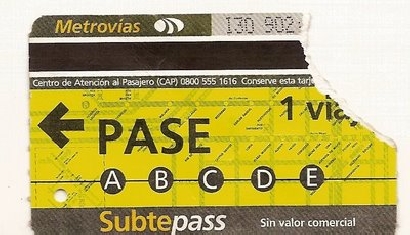 Metrovías I30 802
Centro de Atención al Pasajero (CAP) 0800 555 1616 Conserve esta tar
1 via
PASE
A B C D E
Subtepass Sin valor comercial